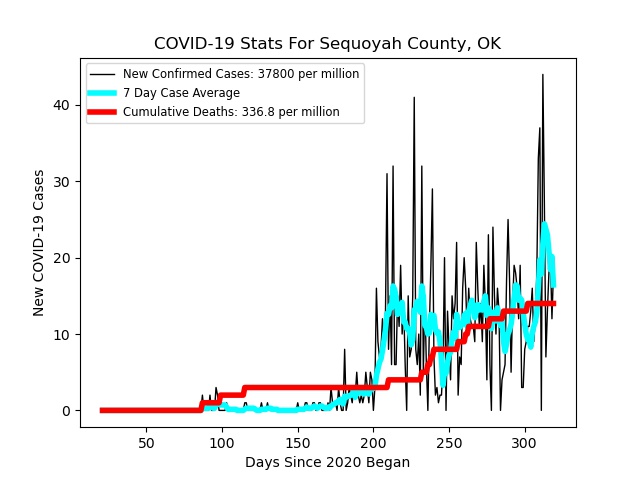 COVID-19 Stats For Sequoyah County, OK
New Confirmed Cases: 37800 per million
7 Day Case Average
Cumulative Deaths: 336.8 per million
New COVID-19 Cases
40
30
20
10
0
50 100 150 200 250 300
Days Since 2020 Began